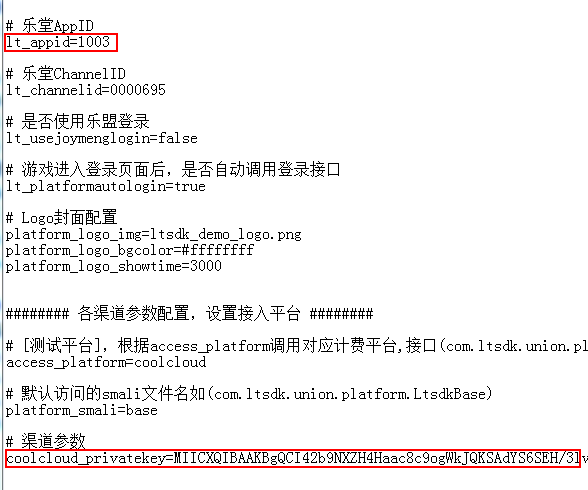 # 乐堂AppID
lt_appid=1003
# 乐堂ChannelID
lt_channelid=0000695
# 是否使用乐盟登录
lt_usejoymenglogin=false
# 游戏进入登录页面后，是否自动调用登录接口
lt_platformautologin=true
# Logo封面配置
platform_logo_img=ltsdk_demo_logo.png
platform_logo_bgcolor=#ffffffff
platform_logo_showtime=3000
######## 各渠道参数配置，设置接入平台 ########
# [测试平台]，根据access_platform调用对应计费平台,接口(com.ltsdk.union.pl
access_platform=coolcloud
# 默认访问的smali文件名如(com.ltsdk.union.platform.LtsdkBase)
platform_smali=base
# 渠道参数
coolcloud_privatekey=MIICXQIBAAKBgQCI42b9NXZH4Haac8c9ogWkJQKSAdYS6SEH/3lv